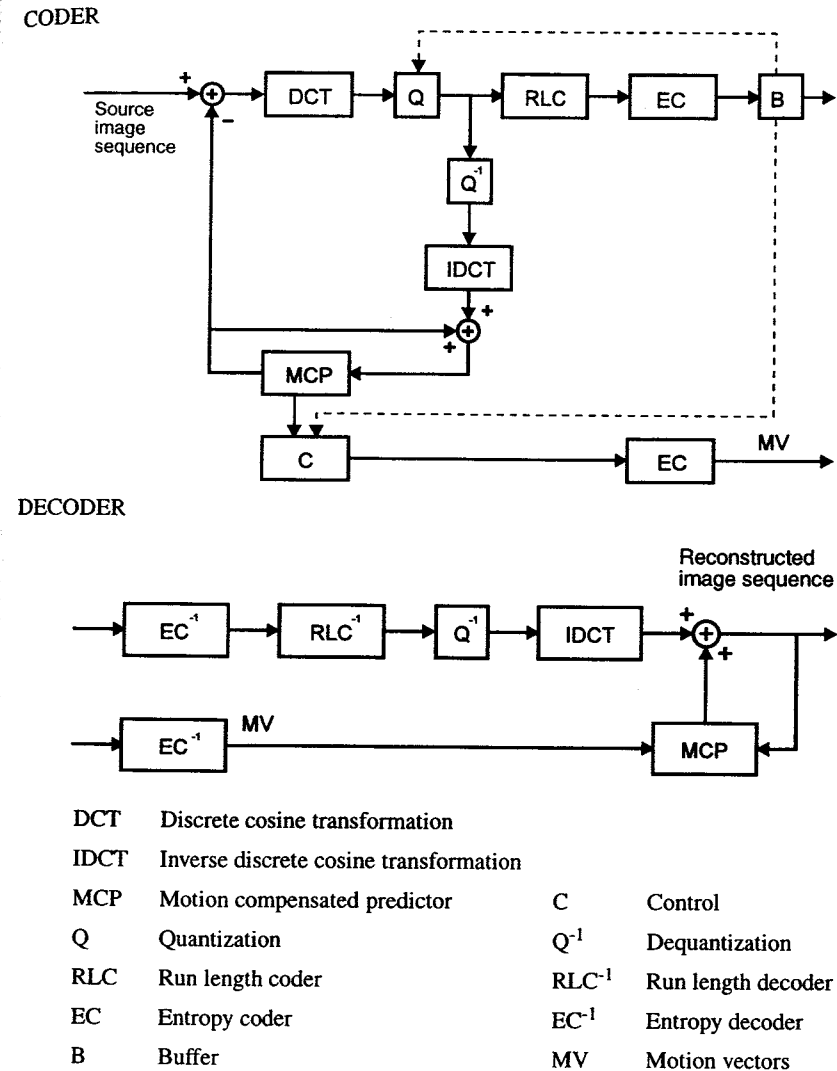 CODER
+
DCT
Q
RLC
EC
B
Source
image
sequence
−
Q⁻¹
IDCT
+
+
MCP
C
EC
MV
DECODER
Reconstructed
image sequence
EC⁻¹
RLC⁻¹
Q⁻¹
IDCT
+
+
+
EC⁻¹
MV
MCP
DCT Discrete cosine transformation
IDCT Inverse discrete cosine transformation
MCP Motion compensated predictor C Control
Q Quantization Q⁻¹ Dequantization
RLC Run length coder RLC⁻¹ Run length decoder
EC Entropy coder EC⁻¹ Entropy decoder
B Buffer MV Motion vectors